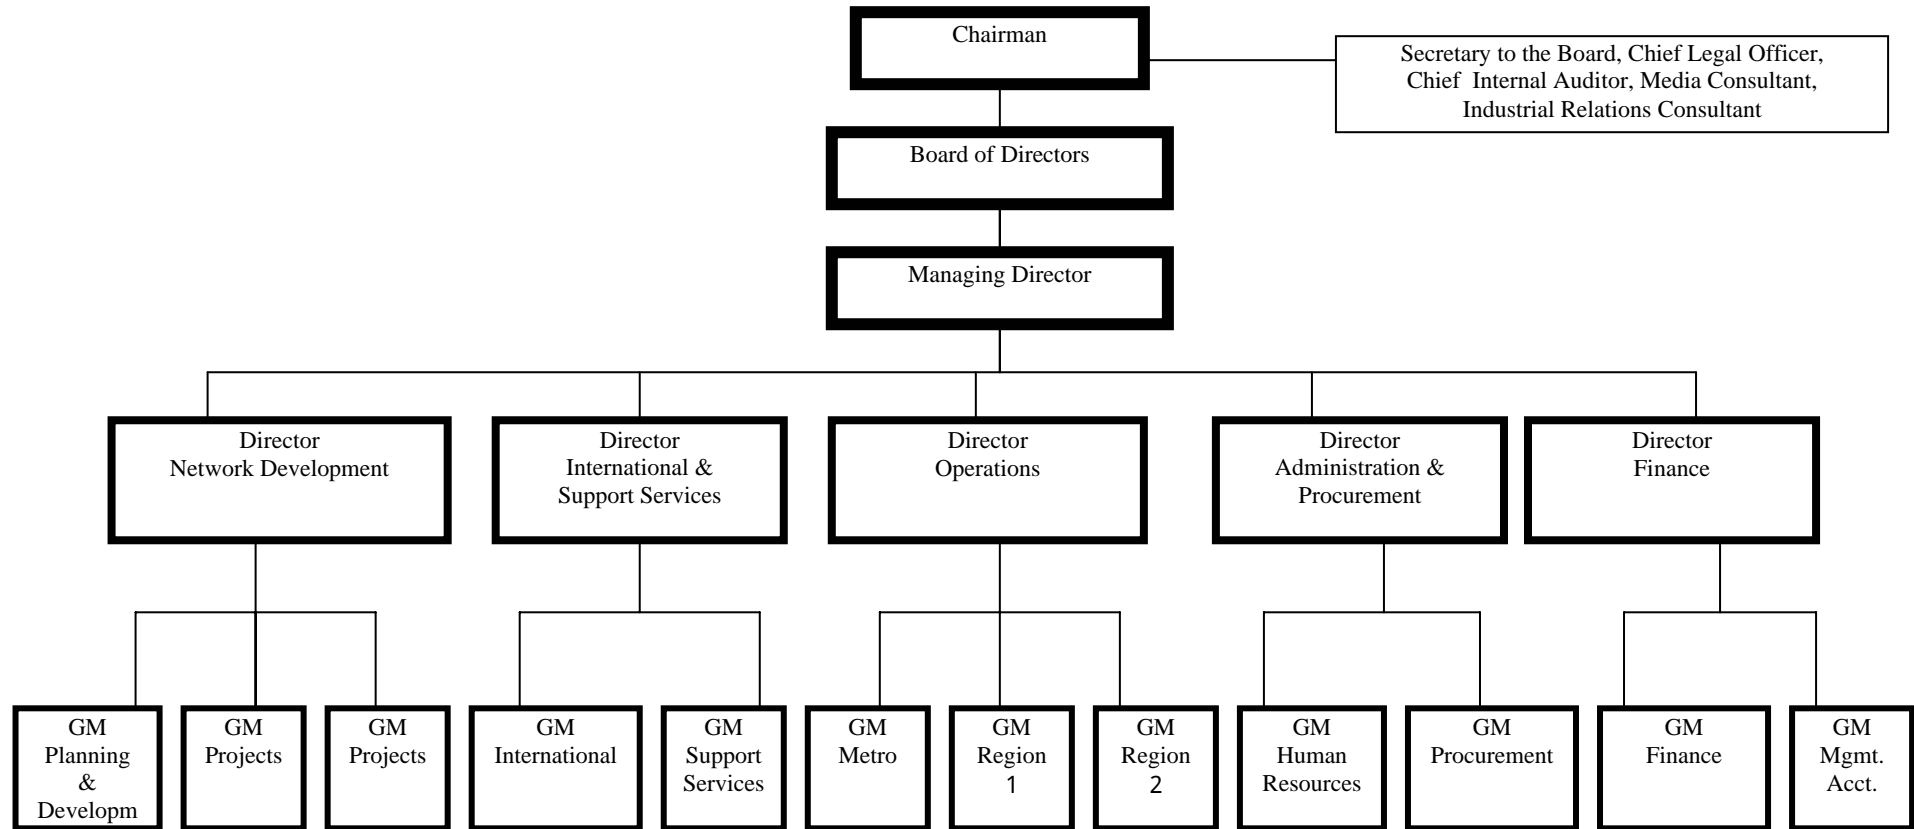 Chairman
Secretary to the Board, Chief Legal Officer,
Chief Internal Auditor, Media Consultant,
Industrial Relations Consultant
Board of Directors
Managing Director
Director
Network Development
Director
International &
Support Services
Director
Operations
Director
Administration &
Procurement
Director
Finance
GM
Planning
&
Developm
GM
Projects
GM
Projects
GM
International
GM
Support
Services
GM
Metro
GM
Region
1
GM
Region
2
GM
Human
Resources
GM
Procurement
GM
Finance
GM
Mgmt.
Acct.